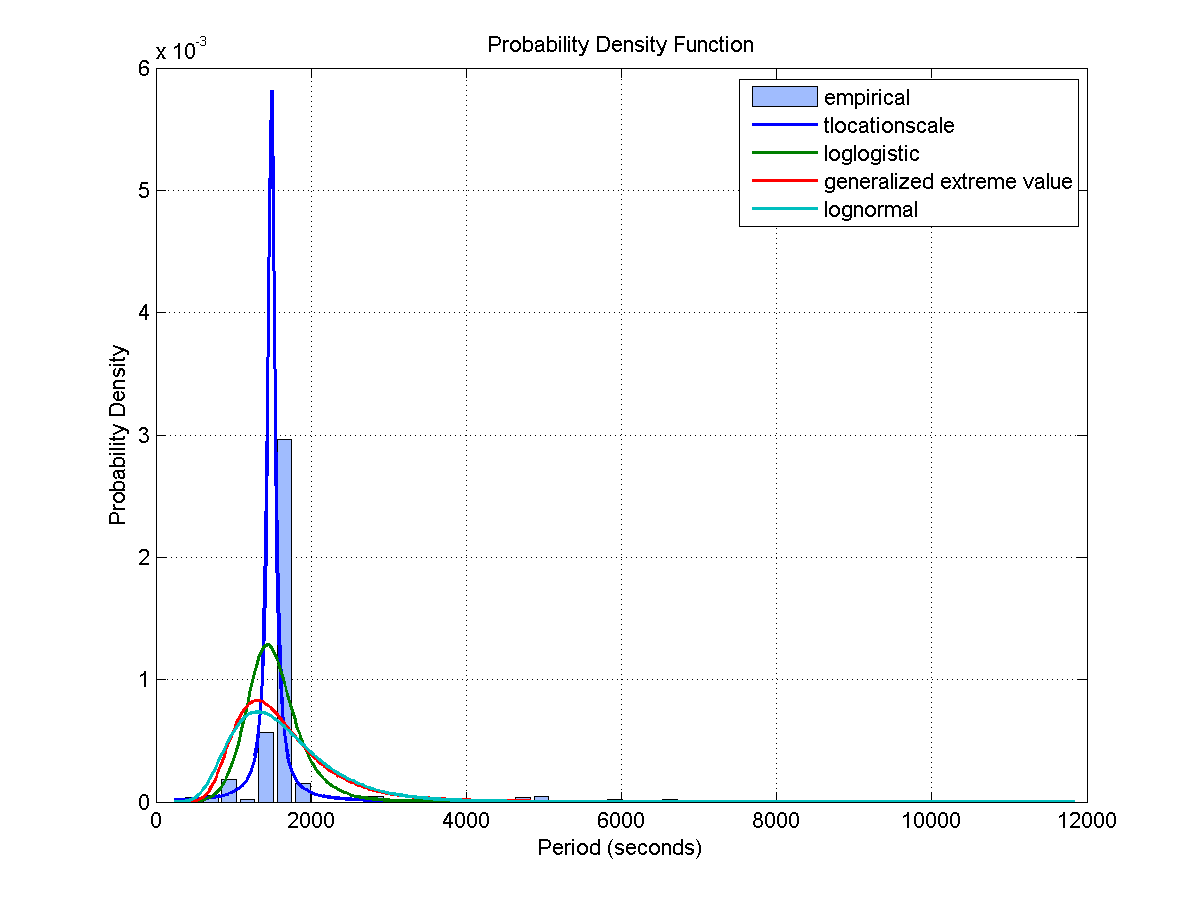 Probability Density Function
x 10-3
6
5
4
3
2
1
0
Probability Density
0 2000 4000 6000 8000 10000 12000
Period (seconds)
empirical
tlocationscale
loglogistic
generalized extreme value
lognormal